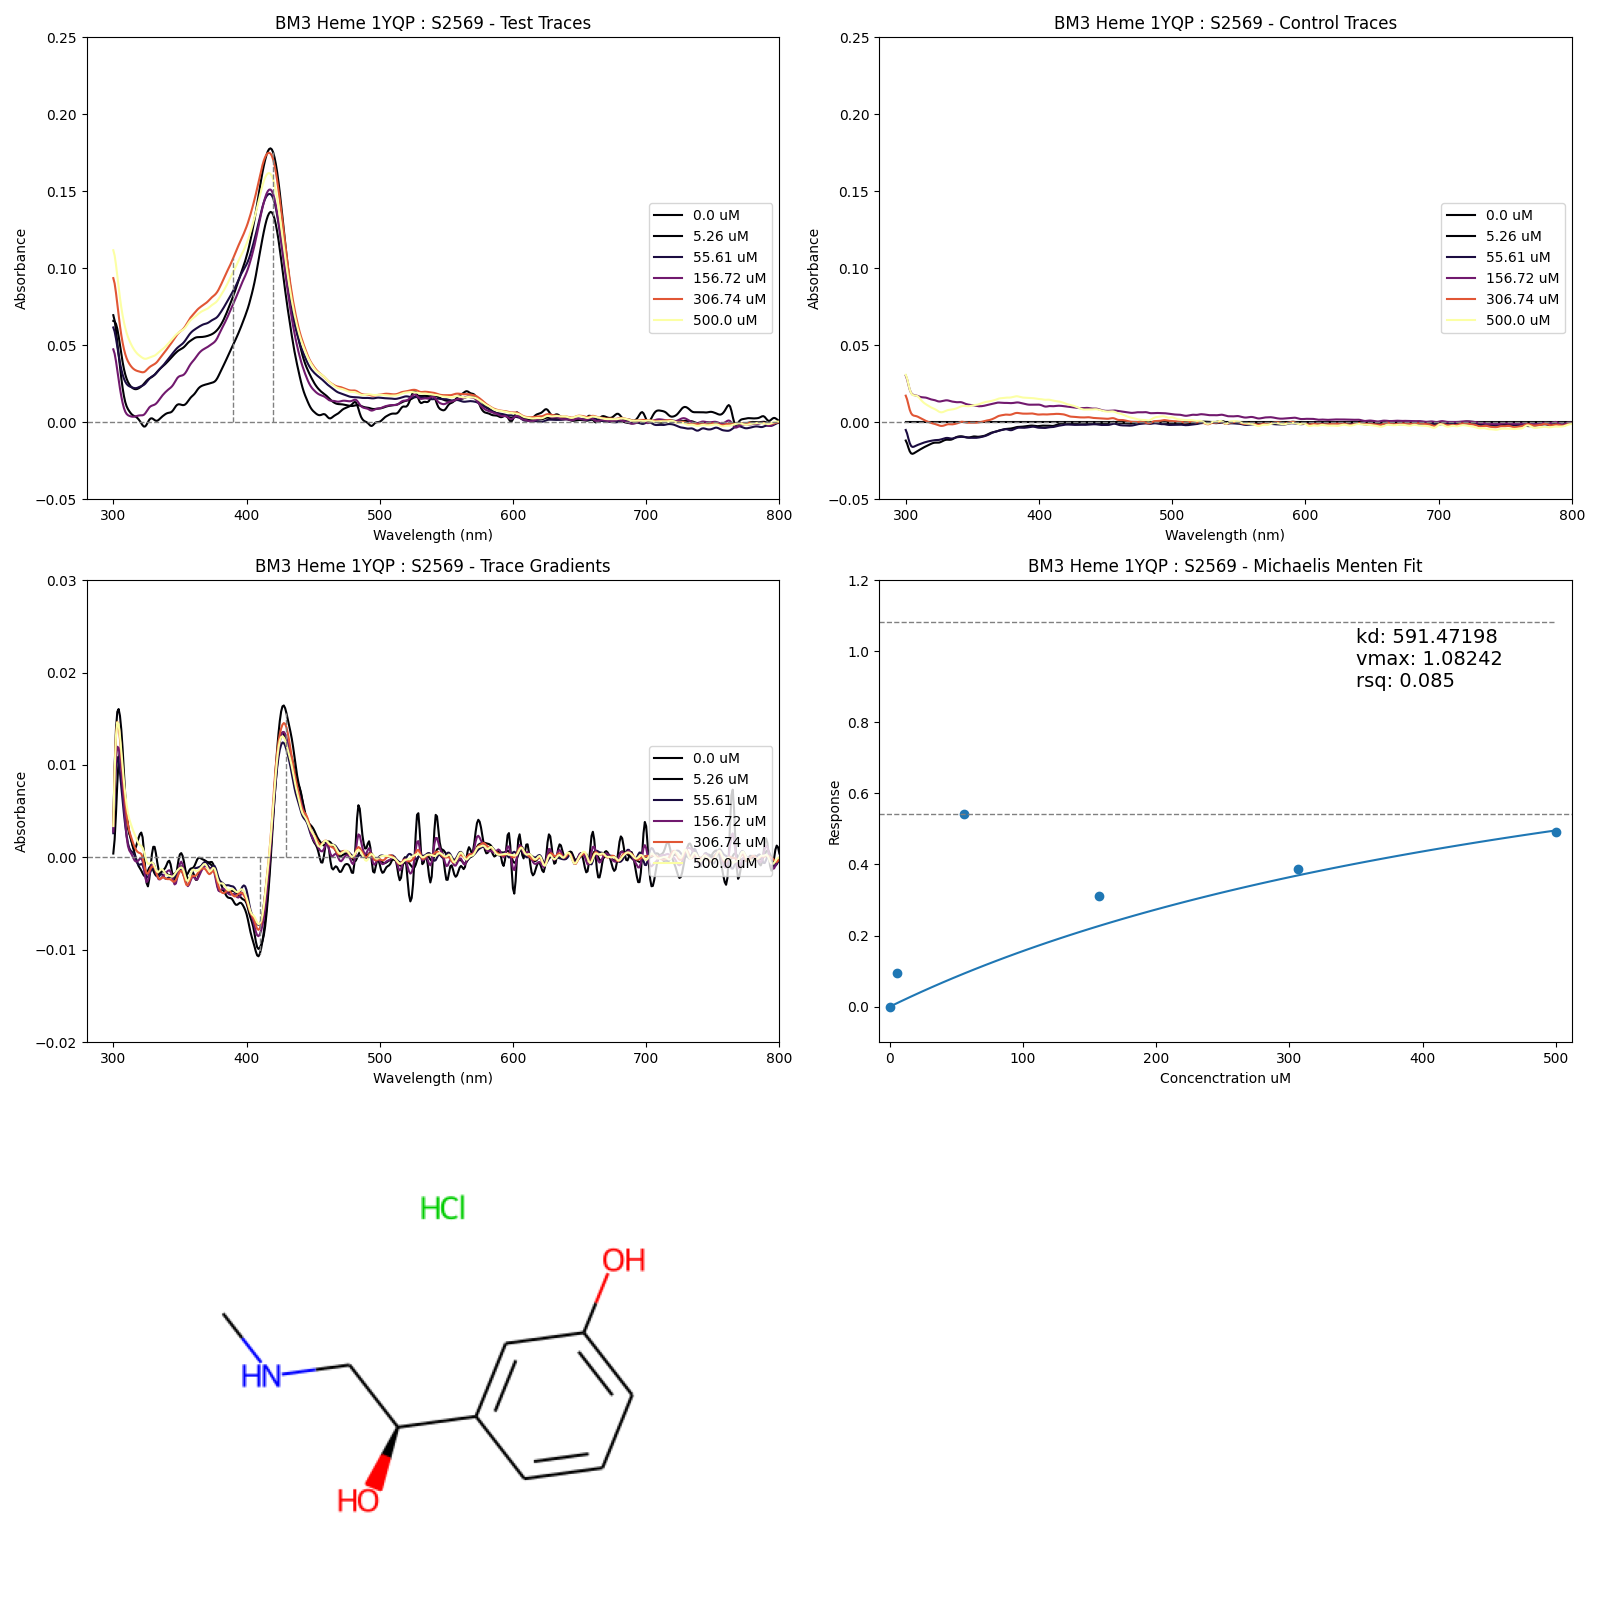 BM3 Heme 1YQP : S2569 - Test Traces
Absorbance
0.25
0.20
0.15
0.10
0.05
0.00
−0.05
300 400 500 600 700 800
Wavelength (nm)
0.0 uM
5.26 uM
55.61 uM
156.72 uM
306.74 uM
500.0 uM
BM3 Heme 1YQP : S2569 - Control Traces
Absorbance
0.25
0.20
0.15
0.10
0.05
0.00
−0.05
300 400 500 600 700 800
Wavelength (nm)
0.0 uM
5.26 uM
55.61 uM
156.72 uM
306.74 uM
500.0 uM
BM3 Heme 1YQP : S2569 - Trace Gradients
Absorbance
0.03
0.02
0.01
0.00
−0.01
−0.02
300 400 500 600 700 800
Wavelength (nm)
0.0 uM
5.26 uM
55.61 uM
156.72 uM
306.74 uM
500.0 uM
BM3 Heme 1YQP : S2569 - Michaelis Menten Fit
Response
1.2
1.0
0.8
0.6
0.4
0.2
0.0
0 100 200 300 400 500
Concenctration uM
kd: 591.47198
vmax: 1.08242
rsq: 0.085
HCl
OH
HN
HO